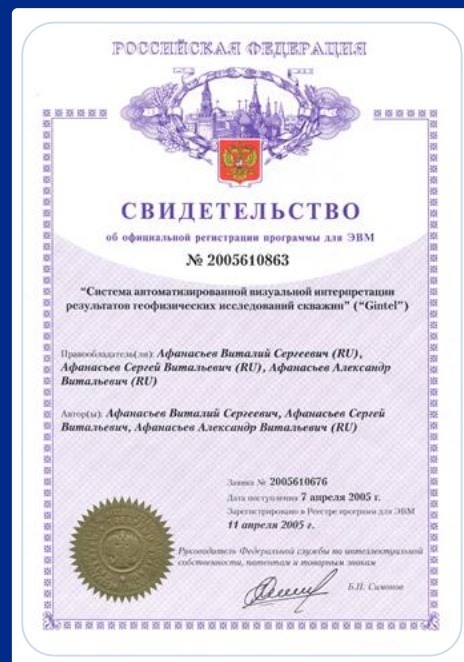 РОССИЙСКАЯ ФЕДЕРАЦИЯ
СВИДЕТЕЛЬСТВО
об официальной регистрации программы для ЭВМ
№ 2005610863
“Система автоматизированной визуальной интерпретации
результатов геофизических исследований скважин” (“Gintel”)
Правообладатель(ли): Афанасьев Виталий Сергеевич (RU),
Афанасьев Сергей Витальевич (RU), Афанасьев Александр
Витальевич (RU)
Автор(ы): Афанасьев Виталий Сергеевич, Афанасьев Сергей
Витальевич, Афанасьев Александр Витальевич (RU)
Заявка № 2005610676
Дата поступления 7 апреля 2005 г.
Зарегистрировано в Реестре программ для ЭВМ
11 апреля 2005 г.
Руководитель Федеральной службы по интеллектуальной
собственности, патентам и товарным знакам
Б.П. Симонов